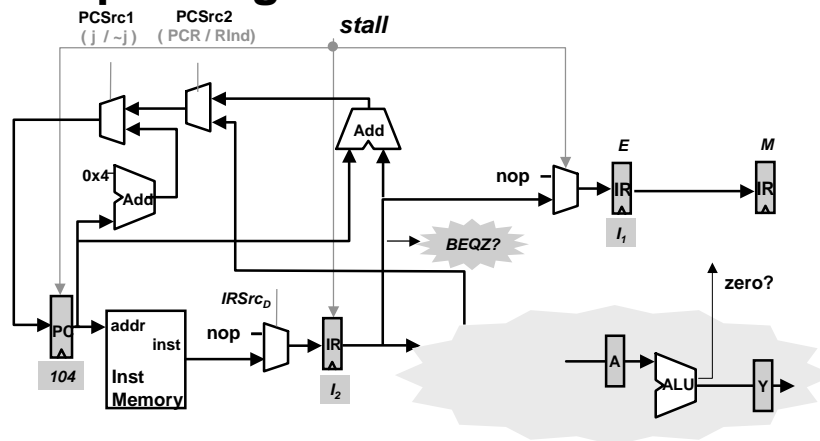 PCSrc1
( j / ~j )
PCSrc2
( PCR / RInd )
stall
Add
0x4
Add
nop
E
IR
I1
M
IR
BEQZ?
PC
104
addr
inst
Inst
Memory
IRSrcD
nop
IR
I2
zero?
A
ALU
Y